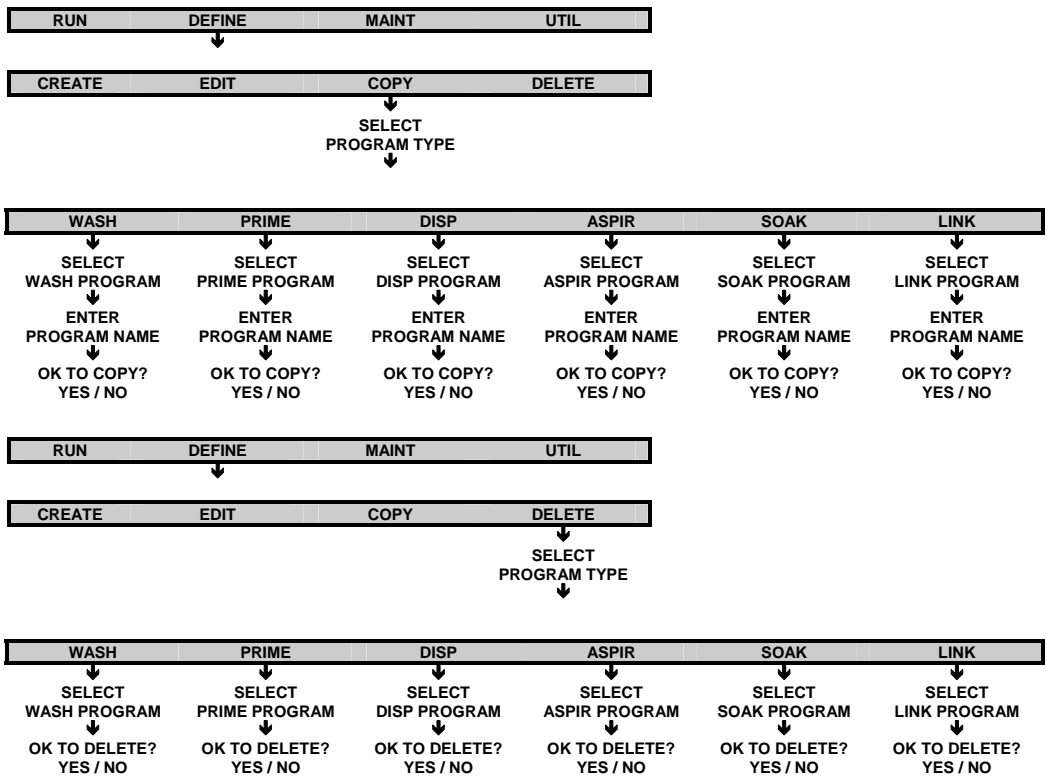 RUN DEFINE MAINT UTIL
CREATE EDIT COPY DELETE
SELECT
PROGRAM TYPE
WASH PRIME DISP ASPIR SOAK LINK
SELECT SELECT SELECT SELECT SELECT SELECT
WASH PROGRAM PRIME PROGRAM DISP PROGRAM ASPIR PROGRAM SOAK PROGRAM LINK PROGRAM
ENTER ENTER ENTER ENTER ENTER ENTER
PROGRAM NAME PROGRAM NAME PROGRAM NAME PROGRAM NAME PROGRAM NAME PROGRAM NAME
OK TO COPY? OK TO COPY? OK TO COPY? OK TO COPY? OK TO COPY? OK TO COPY?
YES / NO YES / NO YES / NO YES / NO YES / NO YES / NO
RUN DEFINE MAINT UTIL
CREATE EDIT COPY DELETE
SELECT
PROGRAM TYPE
WASH PRIME DISP ASPIR SOAK LINK
SELECT SELECT SELECT SELECT SELECT SELECT
WASH PROGRAM PRIME PROGRAM DISP PROGRAM ASPIR PROGRAM SOAK PROGRAM LINK PROGRAM
OK TO DELETE? OK TO DELETE? OK TO DELETE? OK TO DELETE? OK TO DELETE? OK TO DELETE?
YES / NO YES / NO YES / NO YES / NO YES / NO YES / NO